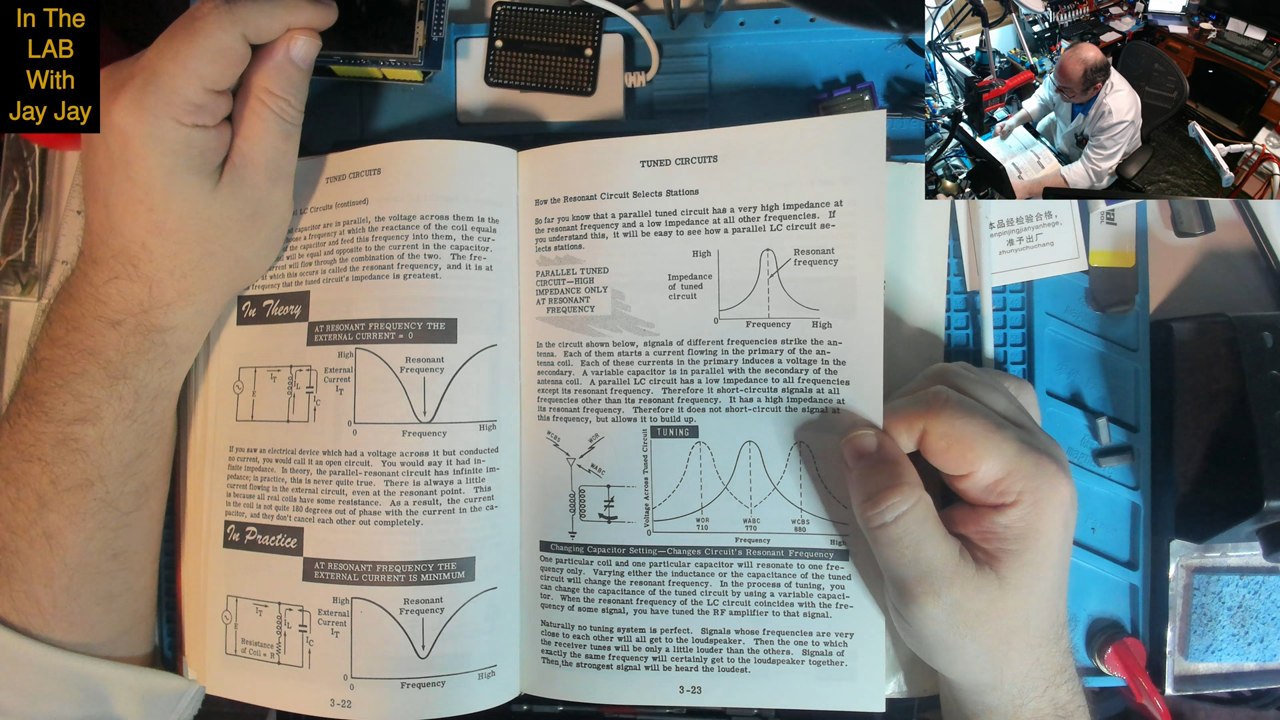 In The
LAB
With
Jay Jay
TUNED CIRCUITS
LC Circuits (continued)
capacitor are in parallel, the voltage across them is the
a frequency at which the reactance of the coil equals
the capacitor and feed this frequency into them, the cur-
will be equal and opposite to the current in the capacitor.
will flow through the combination of the two. The fre-
at which this occurs is called the resonant frequency, and it is at
frequency that the tuned circuit's impedance is greatest.
In Theory
AT RESONANT FREQUENCY THE
EXTERNAL CURRENT = 0
High
External
Current
IT
Resonant
Frequency
0
Frequency
High
IT
E
IL
IC
If you saw an electrical device which had a voltage across it but conducted
no current, you would call it an open circuit. You would say it had in-
finite impedance. In theory, the parallel-resonant circuit has infinite im-
pedance; in practice, this is never quite true. There is always a little
current flowing in the external circuit, even at the resonant point. This
is because all real coils have some resistance. As a result, the current
in the coil is not quite 180 degrees out of phase with the current in the ca-
pacitor, and they don't cancel each other out completely.
In Practice
AT RESONANT FREQUENCY THE
EXTERNAL CURRENT IS MINIMUM
High
External
Current
IT
Resonant
Frequency
0
Frequency
High
IT
E
IL
IC
Resistance
of Coil = R
3-22
TUNED CIRCUITS
How the Resonant Circuit Selects Stations
So far you know that a parallel tuned circuit has a very high impedance at
the resonant frequency and a low impedance at all other frequencies. If
you understand this, it will be easy to see how a parallel LC circuit se-
lects stations.
PARALLEL TUNED
CIRCUIT—HIGH
IMPEDANCE ONLY
AT RESONANT
FREQUENCY
High
Impedance
of tuned
circuit
Resonant
frequency
0
Frequency
High
In the circuit shown below, signals of different frequencies strike the an-
tenna. Each of them starts a current flowing in the primary of the an-
tenna coil. Each of these currents in the primary induces a voltage in the
secondary. A variable capacitor is in parallel with the secondary of the
antenna coil. A parallel LC circuit has a low impedance to all frequencies
except its resonant frequency. Therefore it short-circuits signals at all
frequencies other than its resonant frequency. It has a high impedance at
its resonant frequency. Therefore it does not short-circuit the signal at
this frequency, but allows it to build up.
WCBS
WOR
WABC
TUNING
Voltage Across Tuned Circuit
0
WOR
710
WABC
770
WCBS
880
Frequency
High
Changing Capacitor Setting—Changes Circuit's Resonant Frequency
One particular coil and one particular capacitor will resonate to one fre-
quency only. Varying either the inductance or the capacitance of the tuned
circuit will change the resonant frequency. In the process of tuning, you
can change the capacitance of the tuned circuit by using a variable capaci-
tor. When the resonant frequency of the LC circuit coincides with the fre-
quency of some signal, you have tuned the RF amplifier to that signal.
Naturally no tuning system is perfect. Signals whose frequencies are very
close to each other will all get to the loudspeaker. Then the one to which
the receiver tunes will be only a little louder than the others. Signals of
exactly the same frequency will certainly get to the loudspeaker together.
Then, the strongest signal will be heard the loudest.
3-23
本品经检验合格，
准予出厂
zhunyuchuchang